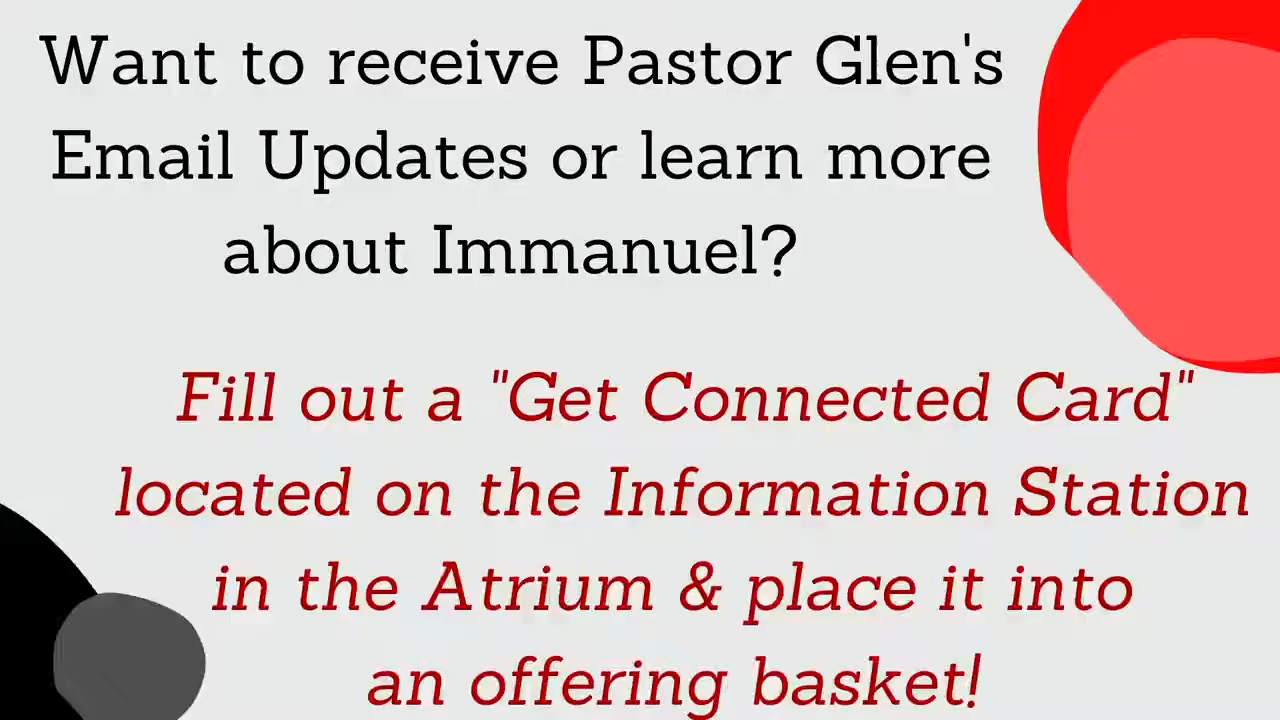 Want to receive Pastor Glen's
Email Updates or learn more
about Immanuel?
Fill out a "Get Connected Card"
located on the Information Station
in the Atrium & place it into
an offering basket!